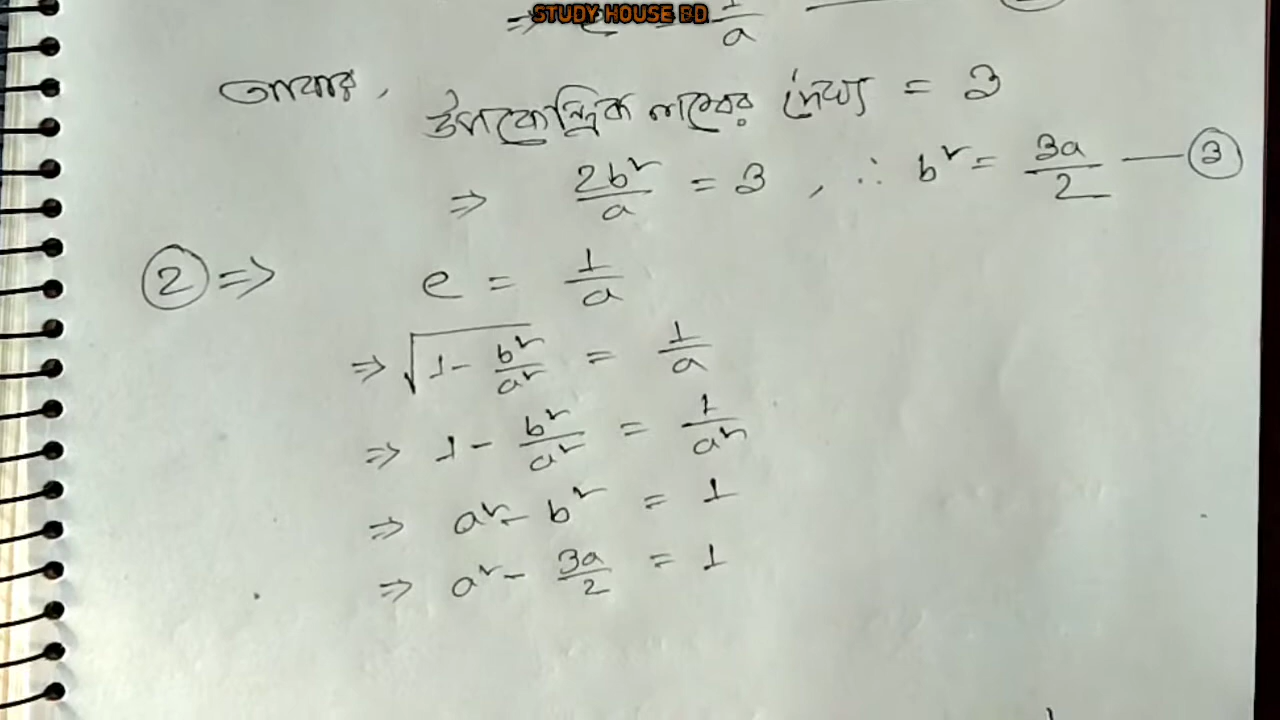 STUDY HOUSE BD
a
আবার,
উপকেন্দ্রিক লম্বের দৈর্ঘ্য = 3
⇒ 2b²/a = 3 , ∴ b² = 3a/2 — ③
② ⇒ e = 1/a
⇒ √(1 - b²/a²) = 1/a
⇒ 1 - b²/a² = 1/a²
⇒ a² - b² = 1
⇒ a² - 3a/2 = 1